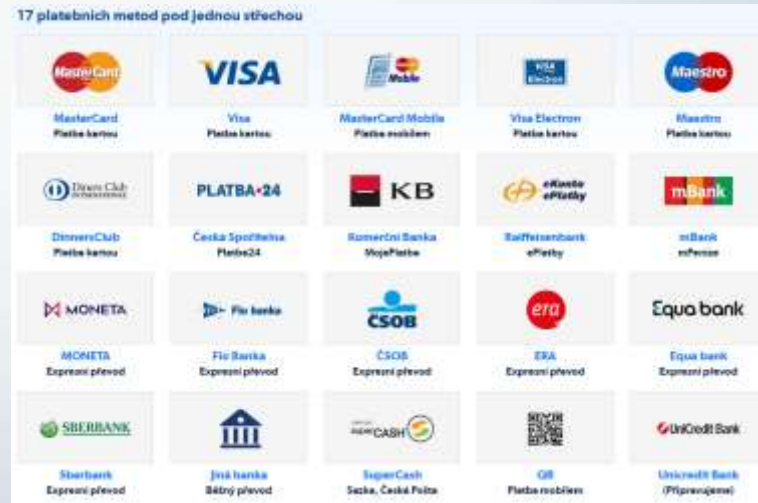 17 platebních metod pod jednou střechou
MasterCard
VISA
Mobile
VISA
Electron
Maestro
MasterCard
Visa
MasterCard Mobile
Visa Electron
Maestro
Platba kartou
Platba kartou
Platba mobilem
Platba kartou
Platba kartou
Diners Club
INTERNATIONAL
PLATBA 24
KB
eKonto
ePlatby
mBank
DinnersClub
Česká Spořitelna
Komerční Banka
Raiffeisenbank
mBank
Platba kartou
Platba24
MojePlatba
ePlatby
mPeníze
MONETA
Fio banka
ČSOB
era
Equa bank
MONETA
Fio Banka
ČSOB
ERA
Equa bank
Expresní převod
Expresní převod
Expresní převod
Expresní převod
Expresní převod
SBERBANK
superCASH
UniCredit Bank
Sberbank
Jiná banka
SuperCash
QR
Unicredit Bank
Expresní převod
Běžný převod
Sazka, Česká Pošta
Platba mobilem
(Připravujeme)